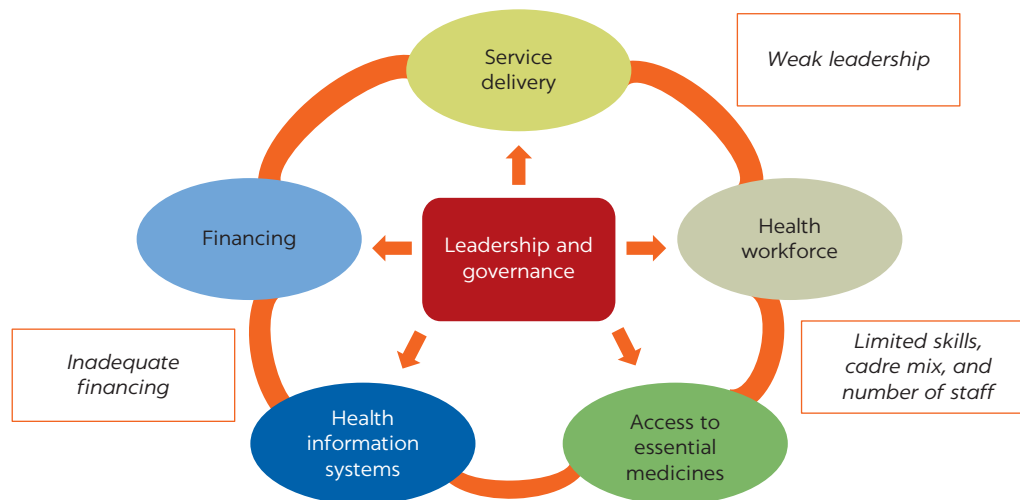 Service
delivery
Weak leadership
Financing
Leadership and
governance
Health
workforce
Inadequate
financing
Limited skills,
cadre mix, and
number of staff
Health
information
systems
Access to
essential
medicines